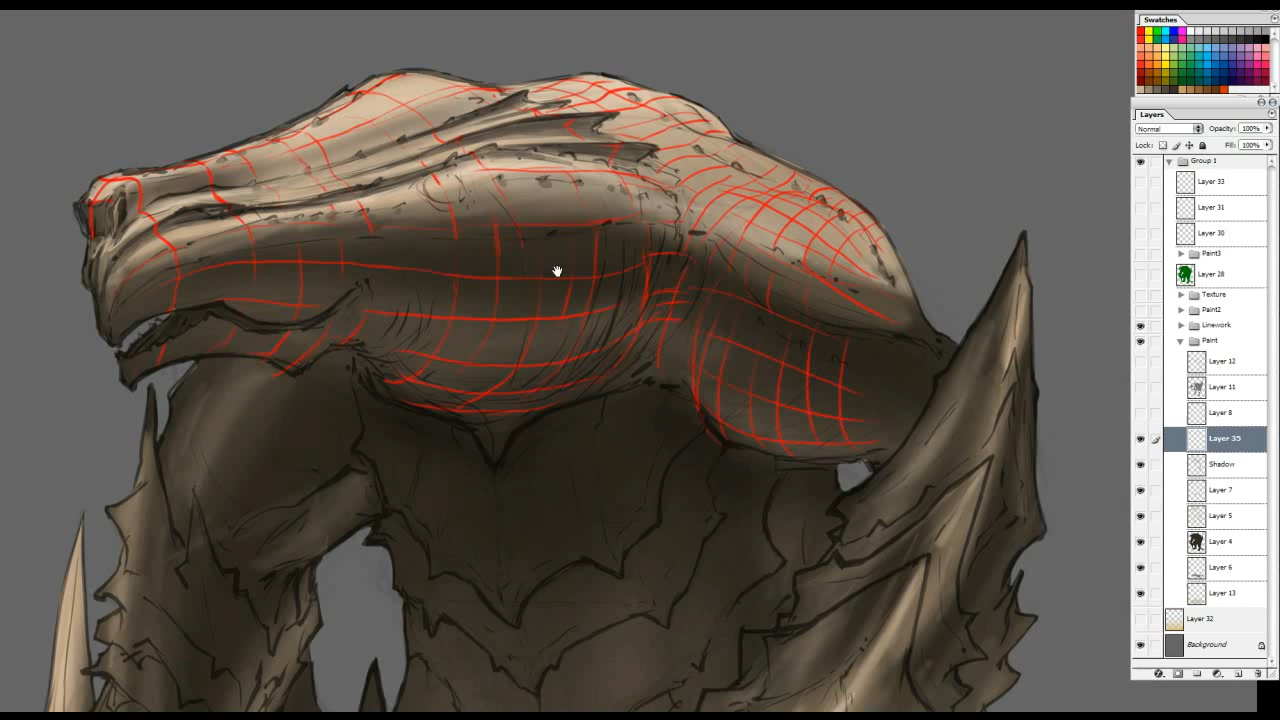 Swatches
Layers
Normal
Opacity: 100%
Lock:
Fill: 100%
Group 1
Layer 33
Layer 31
Layer 30
Paint3
Layer 28
Texture
Paint2
Linework
Paint
Layer 12
Layer 11
Layer 8
Layer 35
Shadow
Layer 7
Layer 5
Layer 4
Layer 6
Layer 13
Layer 32
Background